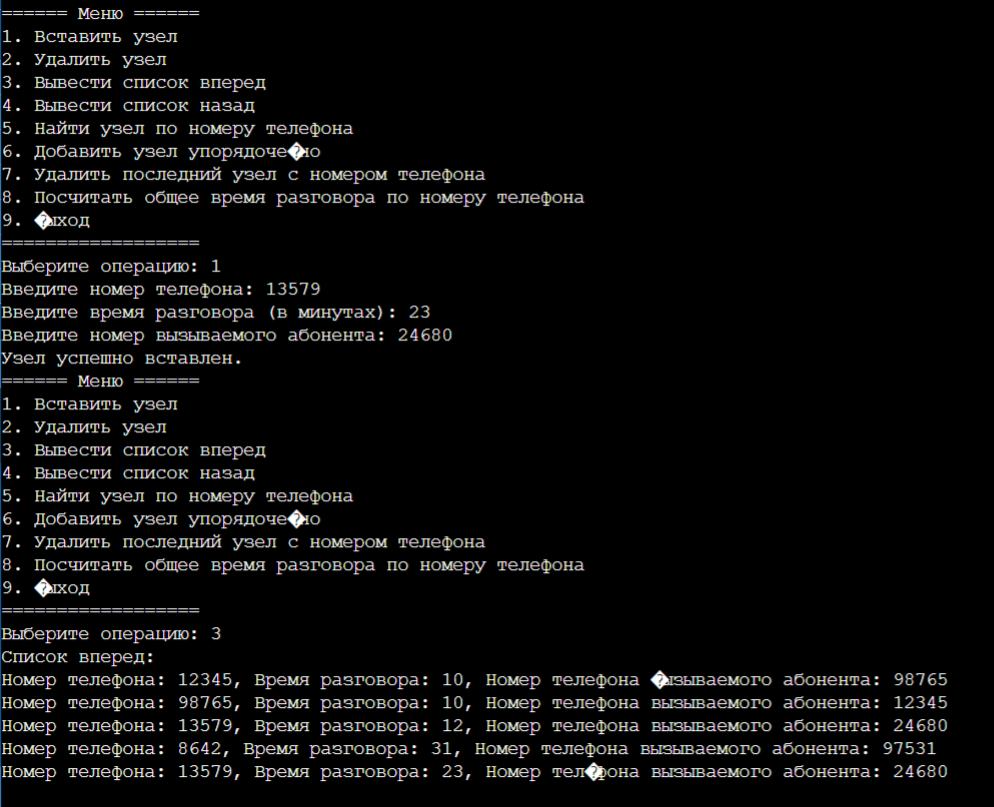 ====== Меню ======
1. Вставить узел
2. Удалить узел
3. Вывести список вперед
4. Вывести список назад
5. Найти узел по номеру телефона
6. Добавить узел упорядоче�но
7. Удалить последний узел с номером телефона
8. Посчитать общее время разговора по номеру телефона
9. �ыход
==================
Выберите операцию: 1
Введите номер телефона: 13579
Введите время разговора (в минутах): 23
Введите номер вызываемого абонента: 24680
Узел успешно вставлен.
====== Меню ======
1. Вставить узел
2. Удалить узел
3. Вывести список вперед
4. Вывести список назад
5. Найти узел по номеру телефона
6. Добавить узел упорядоче�но
7. Удалить последний узел с номером телефона
8. Посчитать общее время разговора по номеру телефона
9. �ыход
==================
Выберите операцию: 3
Список вперед:
Номер телефона: 12345, Время разговора: 10, Номер телефона �ызываемого абонента: 98765
Номер телефона: 98765, Время разговора: 10, Номер телефона вызываемого абонента: 12345
Номер телефона: 13579, Время разговора: 12, Номер телефона вызываемого абонента: 24680
Номер телефона: 8642, Время разговора: 31, Номер телефона вызываемого абонента: 97531
Номер телефона: 13579, Время разговора: 23, Номер тел�фона вызываемого абонента: 24680